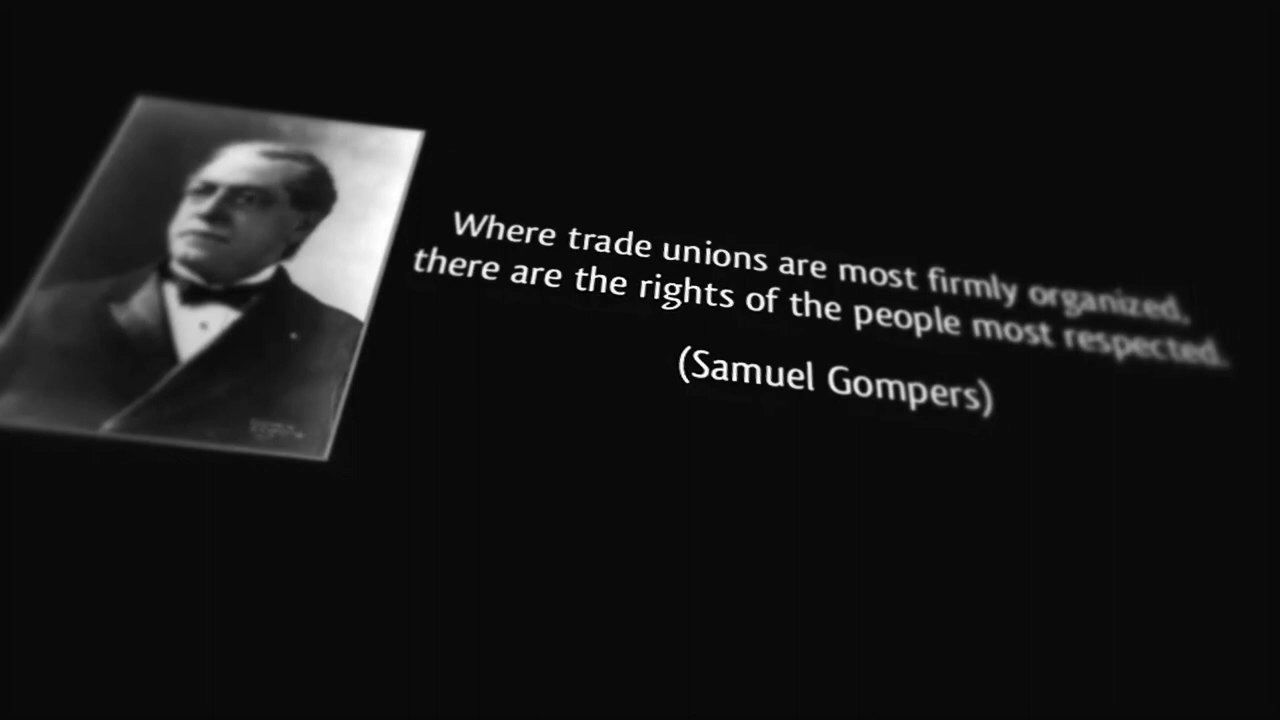 Where trade unions are most firmly organized,
there are the rights of the people most respected.
(Samuel Gompers)